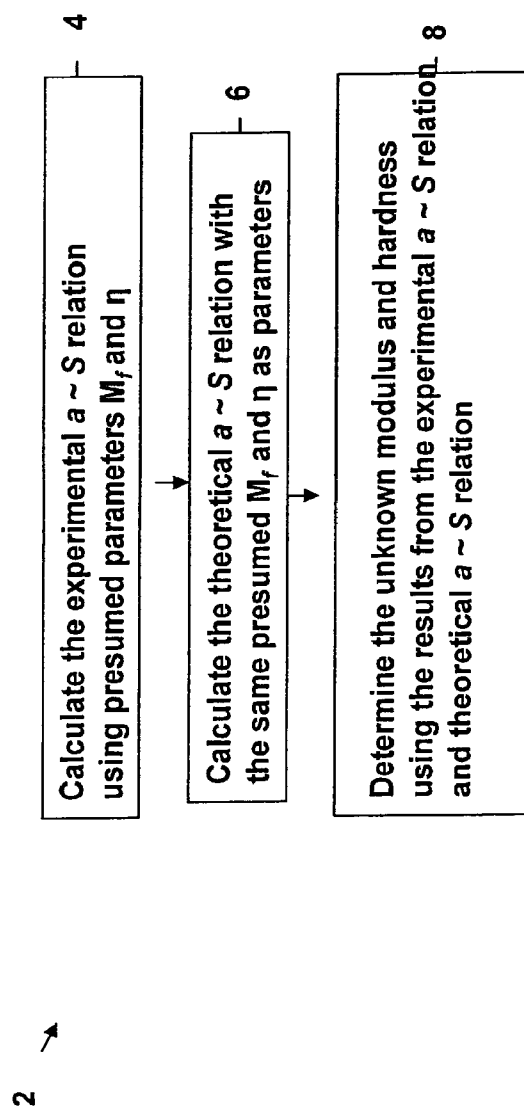 2
Calculate the experimental a ~ S relation
using presumed parameters M_f and η
4
Calculate the theoretical a ~ S relation with
the same presumed M_f and η as parameters
6
Determine the unknown modulus and hardness
using the results from the experimental a ~ S relation
and theoretical a ~ S relation
8